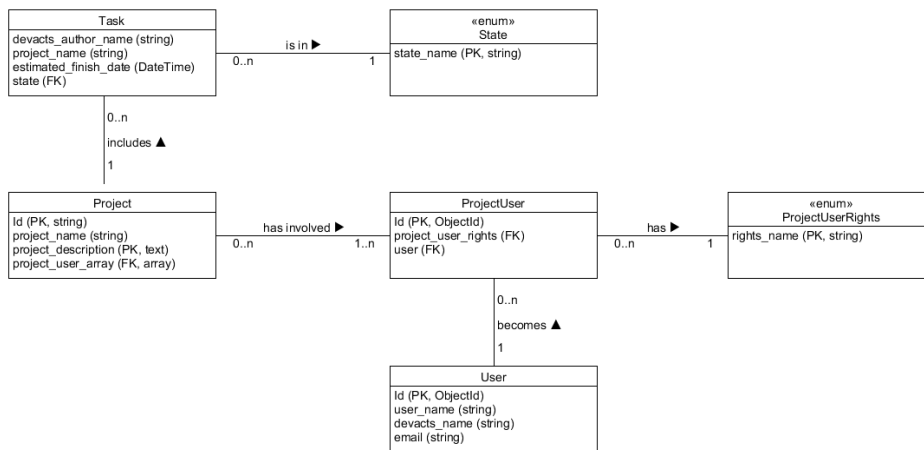 Task
devacts_author_name (string)
project_name (string)
estimated_finish_date (DateTime)
state (FK)
is in ▶
0..n
1
«enum»
State
state_name (PK, string)
0..n
includes ▲
1
Project
Id (PK, string)
project_name (string)
project_description (PK, text)
project_user_array (FK, array)
has involved ▶
0..n
1..n
ProjectUser
Id (PK, ObjectId)
project_user_rights (FK)
user (FK)
has ▶
0..n
1
«enum»
ProjectUserRights
rights_name (PK, string)
0..n
becomes ▲
1
User
Id (PK, ObjectId)
user_name (string)
devacts_name (string)
email (string)